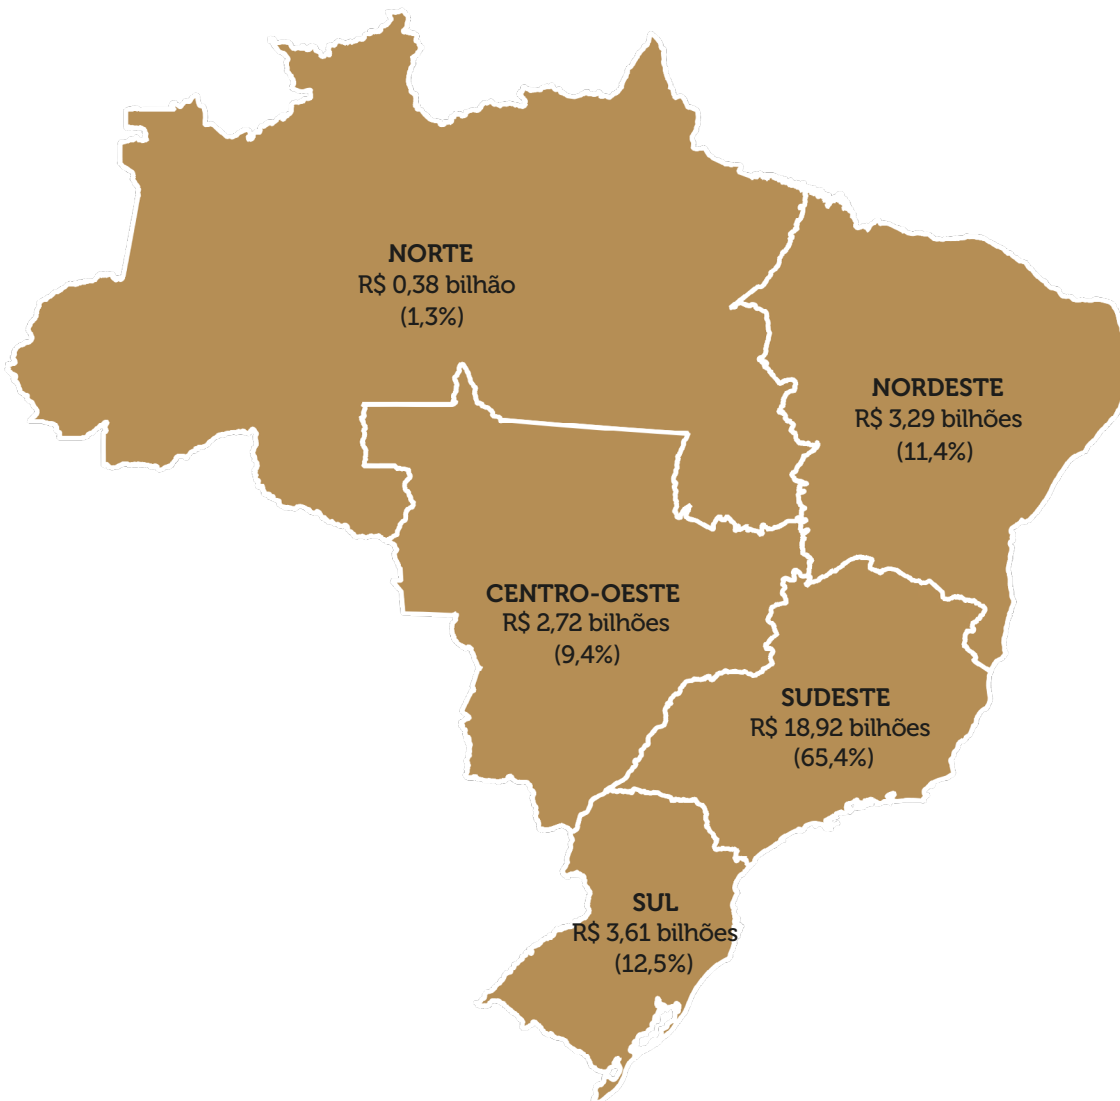 NORTE
R$ 0,38 bilhão
(1,3%)
NORDESTE
R$ 3,29 bilhões
(11,4%)
CENTRO-OESTE
R$ 2,72 bilhões
(9,4%)
SUDESTE
R$ 18,92 bilhões
(65,4%)
SUL
R$ 3,61 bilhões
(12,5%)